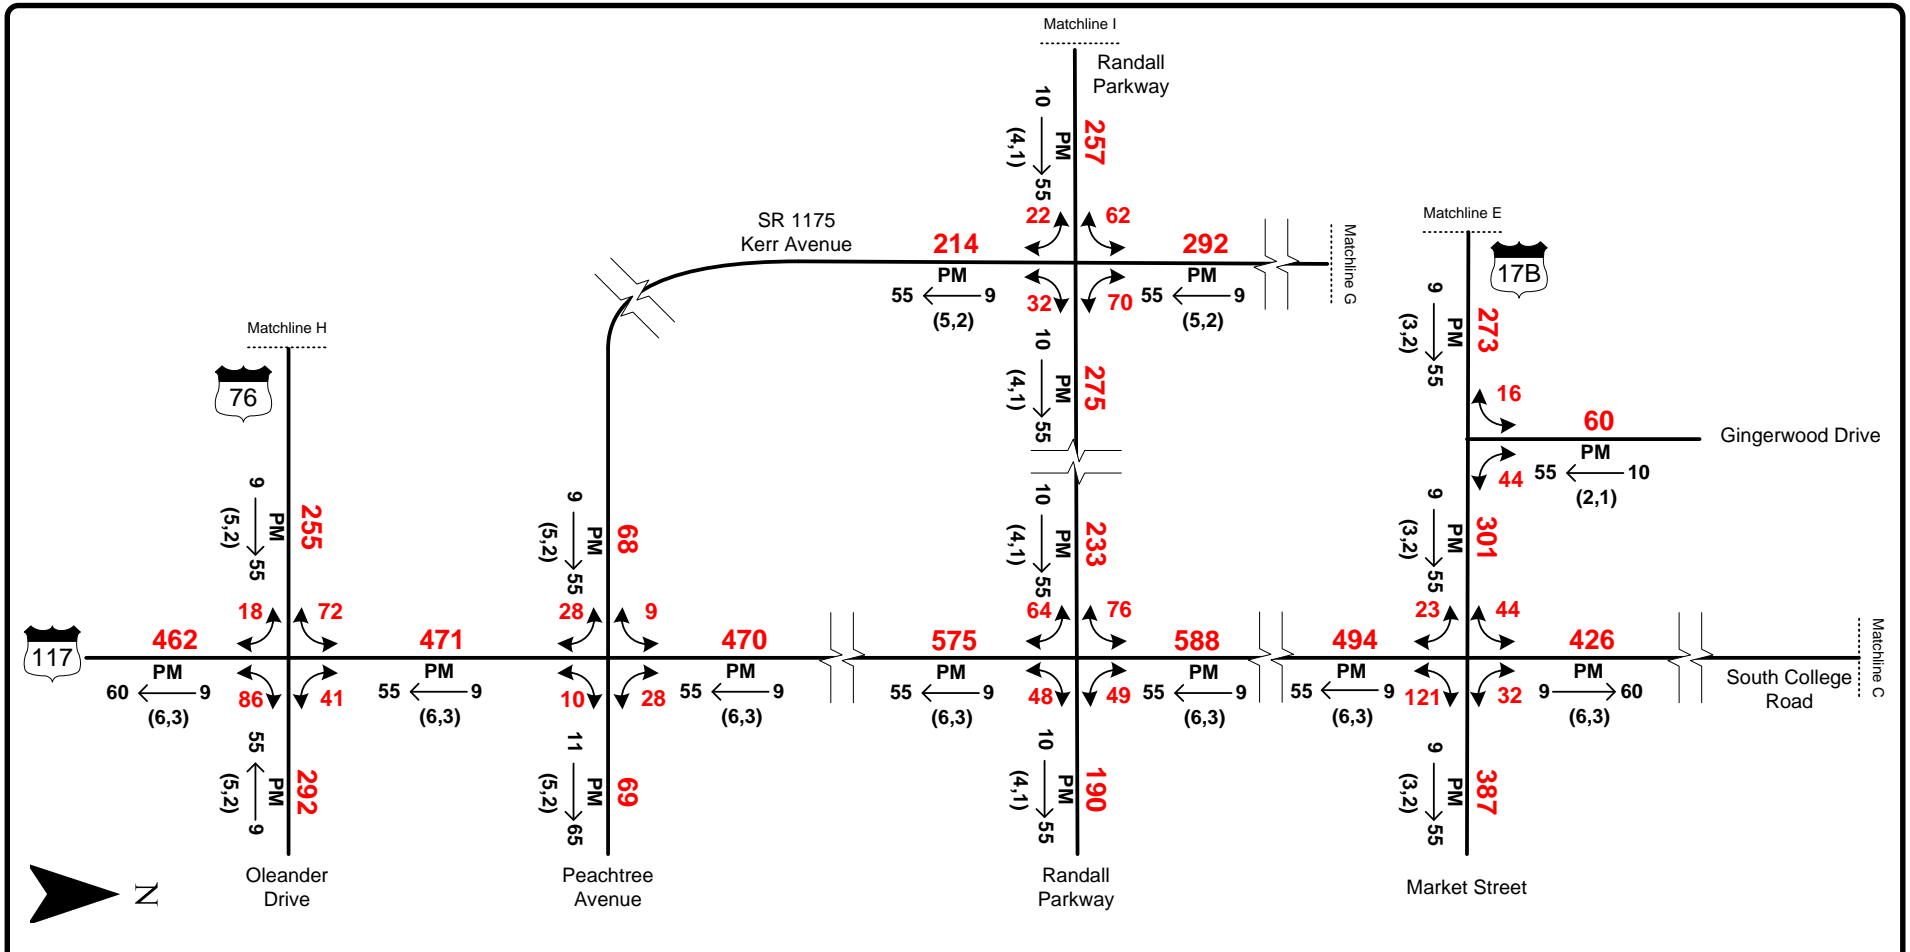 Matchline I
Randall
Parkway
10
PM
(4,1)
55
257
22
62
SR 1175
Kerr Avenue
214
PM
55
9
(5,2)
292
PM
55
9
(5,2)
Matchline G
32
70
10
PM
(4,1)
55
275
Matchline E
17B
9
PM
(3,2)
55
273
16
60
PM
55
10
(2,1)
Gingerwood Drive
44
Matchline H
76
9
PM
(5,2)
55
255
9
PM
(5,2)
55
68
10
PM
(4,1)
55
233
9
PM
(3,2)
55
301
117
462
PM
60
9
(6,3)
18
72
86
41
471
PM
55
9
(6,3)
28
9
10
28
470
PM
55
9
(6,3)
575
PM
55
9
(6,3)
64
76
48
49
588
PM
55
9
(6,3)
494
PM
55
9
(6,3)
23
44
121
32
426
PM
9
60
(6,3)
South College
Road
Matchline C
55
PM
(5,2)
9
292
11
PM
(5,2)
65
69
10
PM
(4,1)
55
190
9
PM
(3,2)
55
387
N
Oleander
Drive
Peachtree
Avenue
Randall
Parkway
Market Street